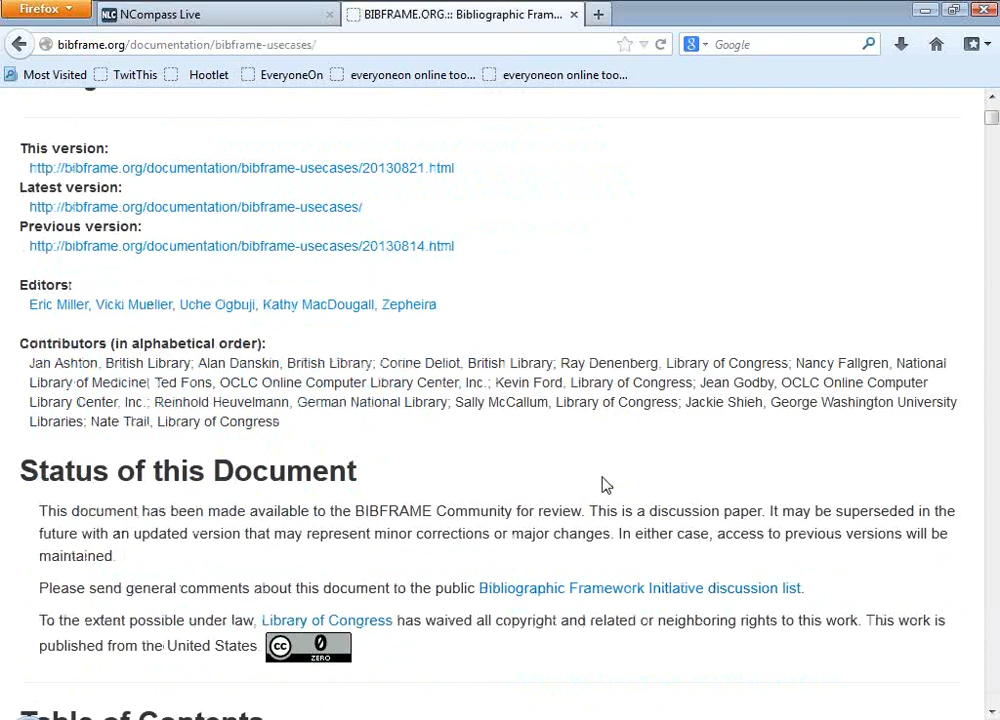 Firefox
NLC NCompass Live
BIBFRAME.ORG.:: Bibliographic Fram...
bibframe.org/documentation/bibframe-usecases/
Google
Most Visited TwitThis Hootlet EveryoneOn everyoneon online too... everyoneon online too...
This version:
http://bibframe.org/documentation/bibframe-usecases/20130821.html
Latest version:
http://bibframe.org/documentation/bibframe-usecases/
Previous version:
http://bibframe.org/documentation/bibframe-usecases/20130814.html
Editors:
Eric Miller, Vicki Mueller, Uche Ogbuji, Kathy MacDougall, Zepheira
Contributors (in alphabetical order):
Jan Ashton, British Library; Alan Danskin, British Library; Corine Deliot, British Library; Ray Denenberg, Library of Congress; Nancy Fallgren, National
Library of Medicine; Ted Fons, OCLC Online Computer Library Center, Inc.; Kevin Ford, Library of Congress; Jean Godby, OCLC Online Computer
Library Center, Inc.; Reinhold Heuvelmann, German National Library; Sally McCallum, Library of Congress; Jackie Shieh, George Washington University
Libraries; Nate Trail, Library of Congress
Status of this Document
This document has been made available to the BIBFRAME Community for review. This is a discussion paper. It may be superseded in the
future with an updated version that may represent minor corrections or major changes. In either case, access to previous versions will be
maintained.
Please send general comments about this document to the public Bibliographic Framework Initiative discussion list.
To the extent possible under law, Library of Congress has waived all copyright and related or neighboring rights to this work. This work is
published from the United States.
cc 0 ZERO
Table of Contents